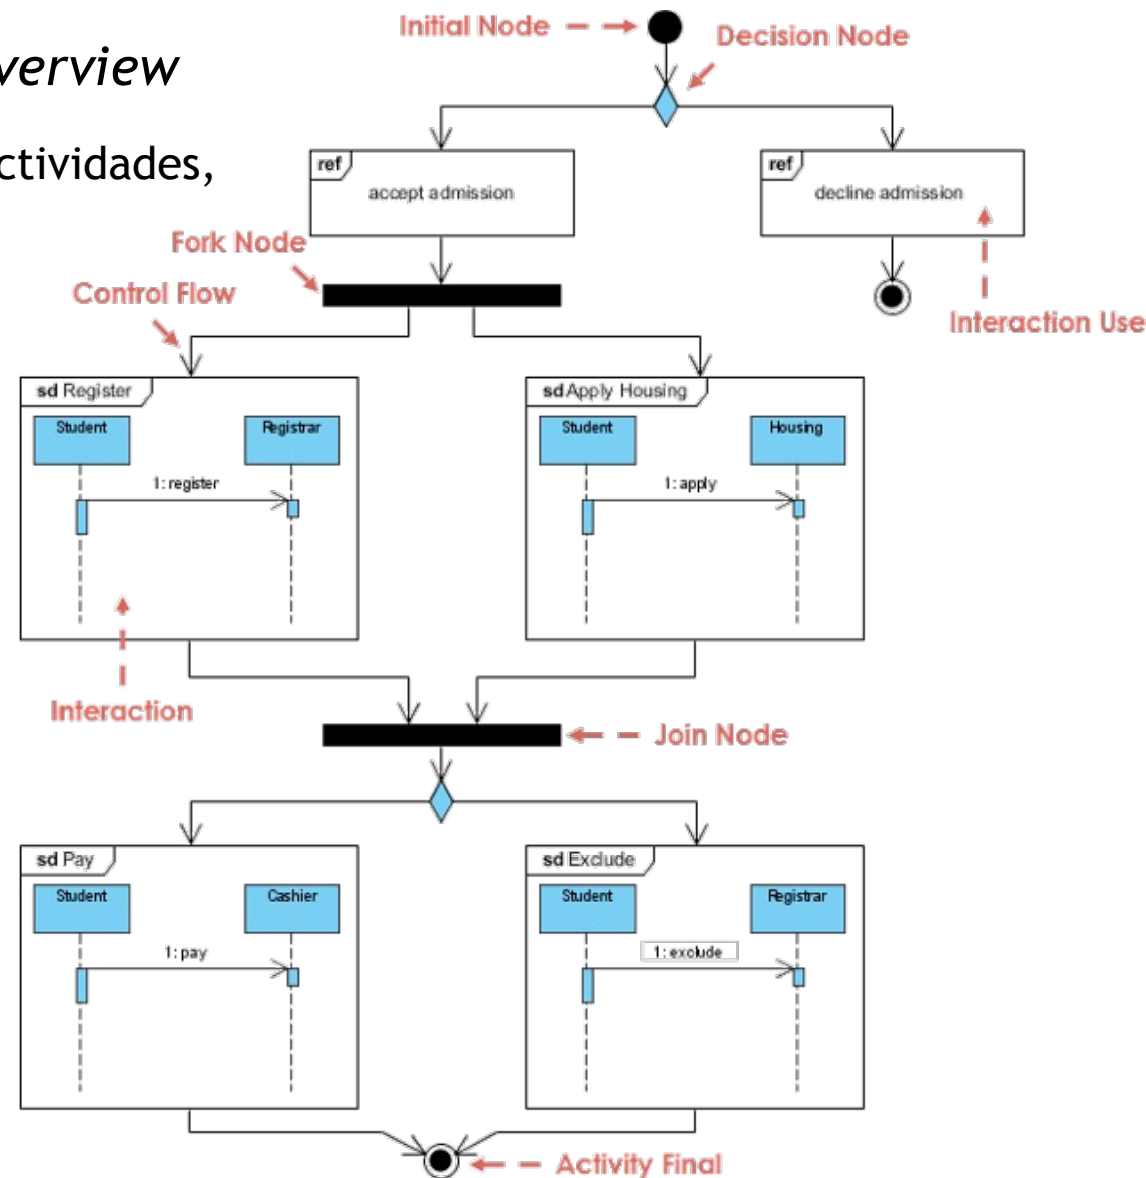 Initial Node
Decision Node
verview
ctividades,
ref
accept admission
ref
decline admission
Fork Node
Control Flow
Interaction Use
sd Register
Student
Registrar
1: register
sd Apply Housing
Student
Housing
1: apply
Interaction
Join Node
sd Pay
Student
Cashier
1: pay
sd Exclude
Student
Registrar
1: exclude
Activity Final